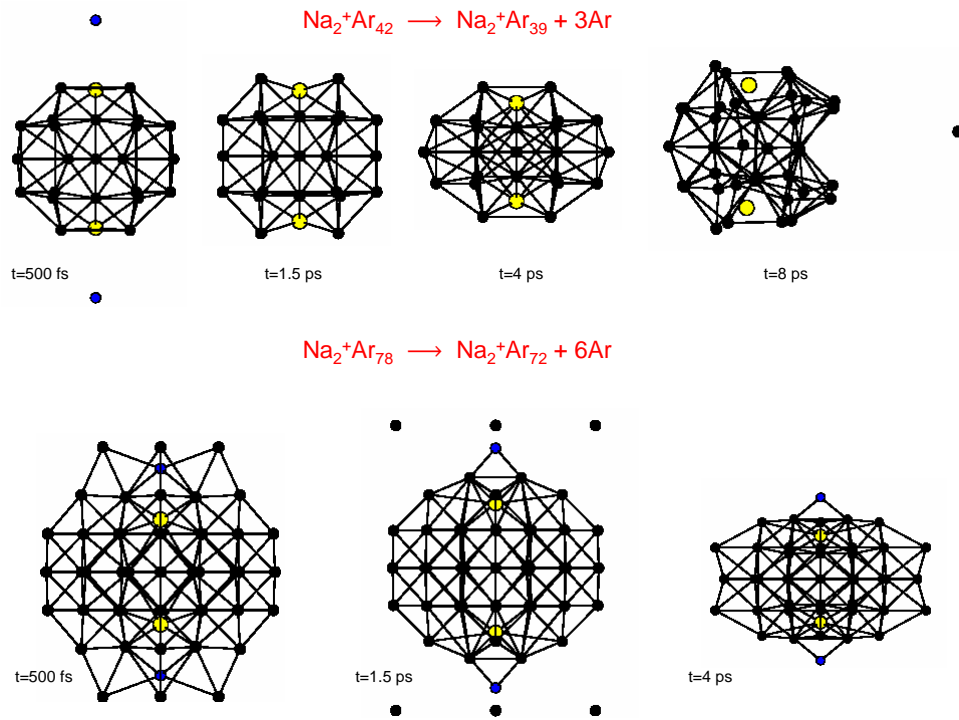 Na₂⁺Ar₄₂ ⟶ Na₂⁺Ar₃₉ + 3Ar
t=500 fs t=1.5 ps t=4 ps t=8 ps
Na₂⁺Ar₇₈ ⟶ Na₂⁺Ar₇₂ + 6Ar
t=500 fs t=1.5 ps t=4 ps